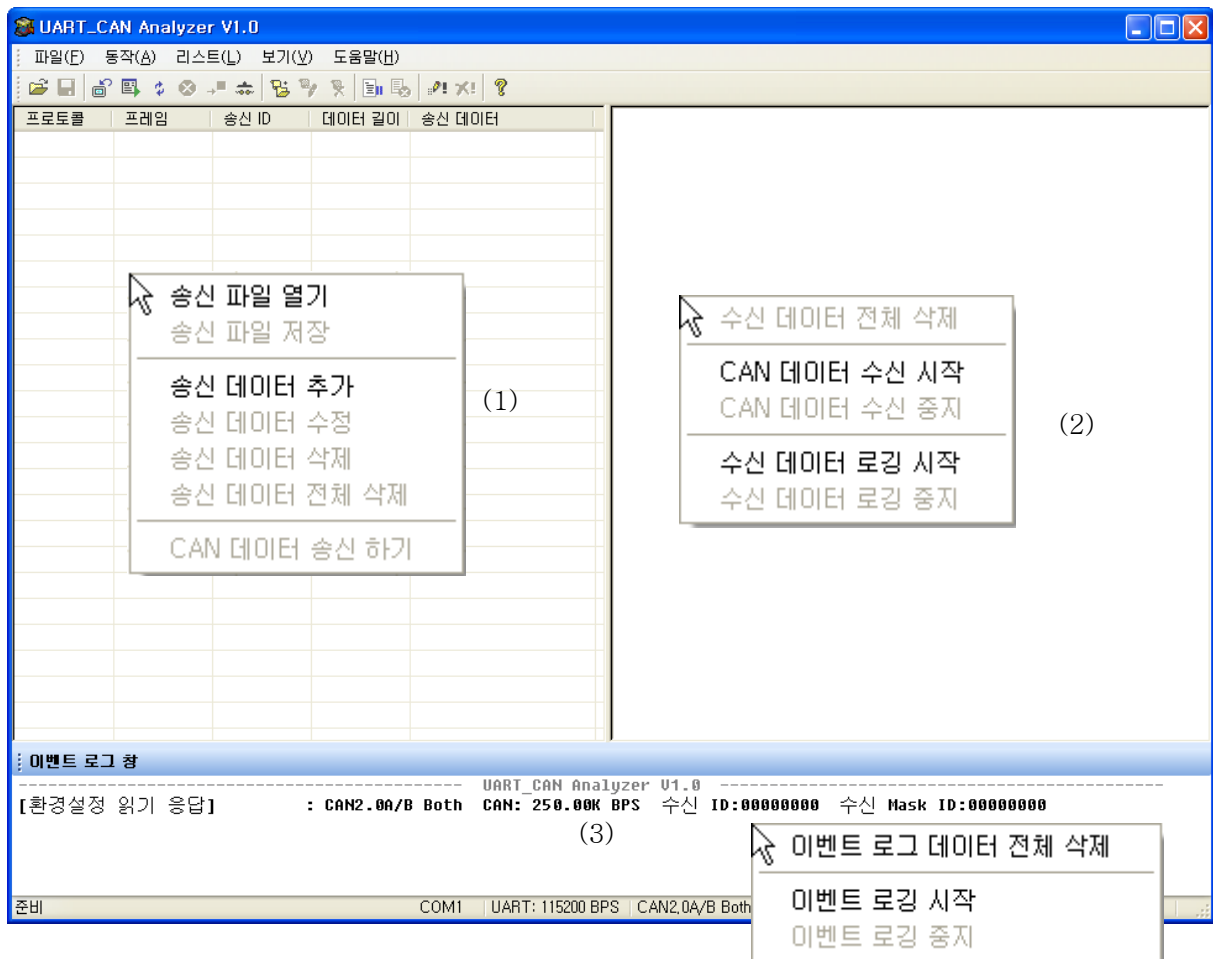 UART_CAN Analyzer V1.0
파일(F) 동작(A) 리스트(L) 보기(V) 도움말(H)
프로토콜 프레임 송신 ID 데이터 길이 송신 데이터
송신 파일 열기
송신 파일 저장
송신 데이터 추가
송신 데이터 수정
송신 데이터 삭제
송신 데이터 전체 삭제
CAN 데이터 송신 하기
(1)
수신 데이터 전체 삭제
CAN 데이터 수신 시작
CAN 데이터 수신 중지
수신 데이터 로깅 시작
수신 데이터 로깅 중지
(2)
이벤트 로그 창
UART_CAN Analyzer V1.0
[환경설정 읽기 응답] : CAN2.0A/B Both CAN: 250.00K BPS 수신 ID:00000000 수신 Mask ID:00000000
(3)
이벤트 로그 데이터 전체 삭제
이벤트 로깅 시작
이벤트 로깅 중지
준비 COM1 UART: 115200 BPS CAN2.0A/B Both